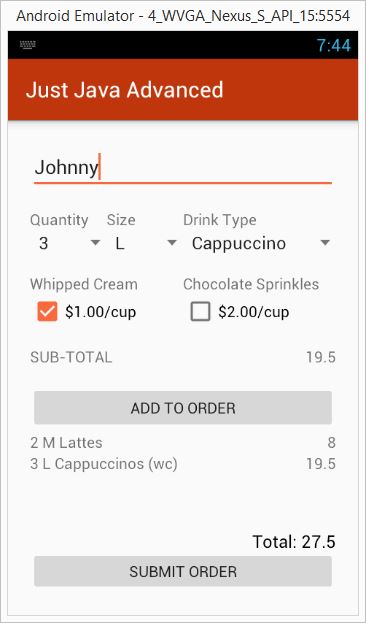 Android Emulator - 4_WVGA_Nexus_S_API_15:5554
7:44
Just Java Advanced
Johnny
Quantity Size Drink Type
3 L Cappuccino
Whipped Cream Chocolate Sprinkles
$1.00/cup $2.00/cup
SUB-TOTAL 19.5
ADD TO ORDER
2 M Lattes 8
3 L Cappuccinos (wc) 19.5
Total: 27.5
SUBMIT ORDER